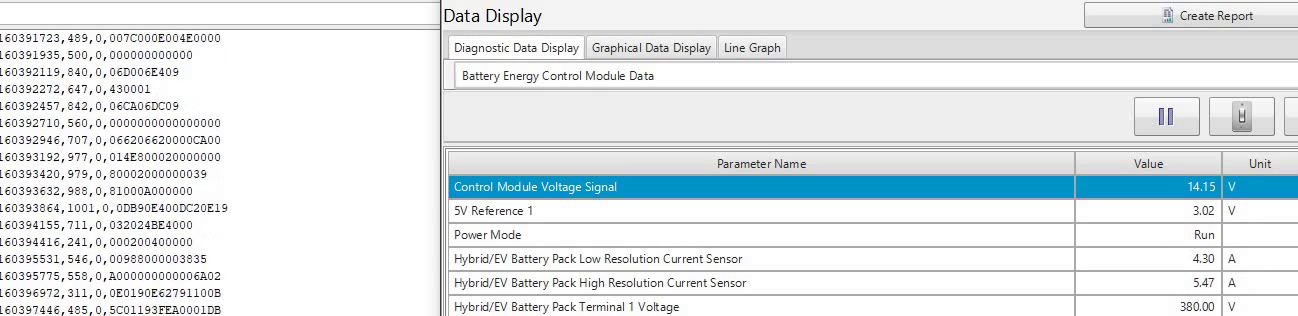 160391723,489,0,007C000E004E0000
160391935,500,0,000000000000
160392119,840,0,06D006E409
160392272,647,0,430001
160392457,842,0,06CA06DC09
160392710,560,0,0000000000000000
160392946,707,0,066206620000CA00
160393192,977,0,014E800020000000
160393420,979,0,80002000000039
160393632,988,0,81000A000000
160393864,1001,0,0DB90E400DC20E19
160394155,711,0,032024BE4000
160394416,241,0,000200400000
160395531,546,0,00988000003835
160395775,558,0,A000000000006A02
160396972,311,0,0E0190E62791100B
160397446,485,0,5C01193FEA0001DB
Data Display
Create Report
Diagnostic Data Display Graphical Data Display Line Graph
Battery Energy Control Module Data
Parameter Name Value Unit
Control Module Voltage Signal 14.15 V
5V Reference 1 3.02 V
Power Mode Run
Hybrid/EV Battery Pack Low Resolution Current Sensor 4.30 A
Hybrid/EV Battery Pack High Resolution Current Sensor 5.47 A
Hybrid/EV Battery Pack Terminal 1 Voltage 380.00 V